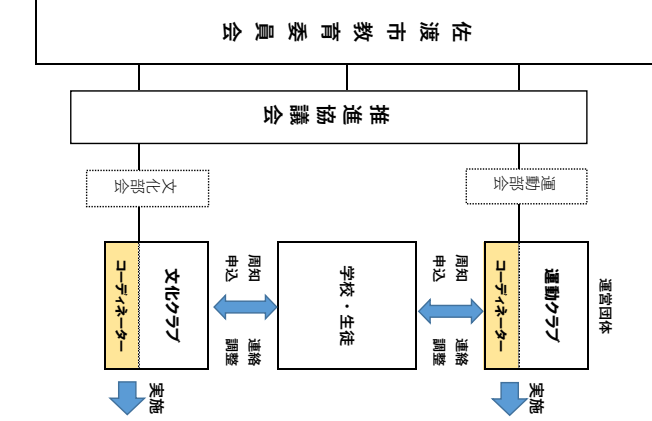 佐渡市教育委員会
推進協議会
運動部会
文化部会
運営団体
運動クラブ
コーディネーター
実施
周知
申込
連絡
調整
学校・生徒
周知
申込
連絡
調整
文化クラブ
コーディネーター
実施